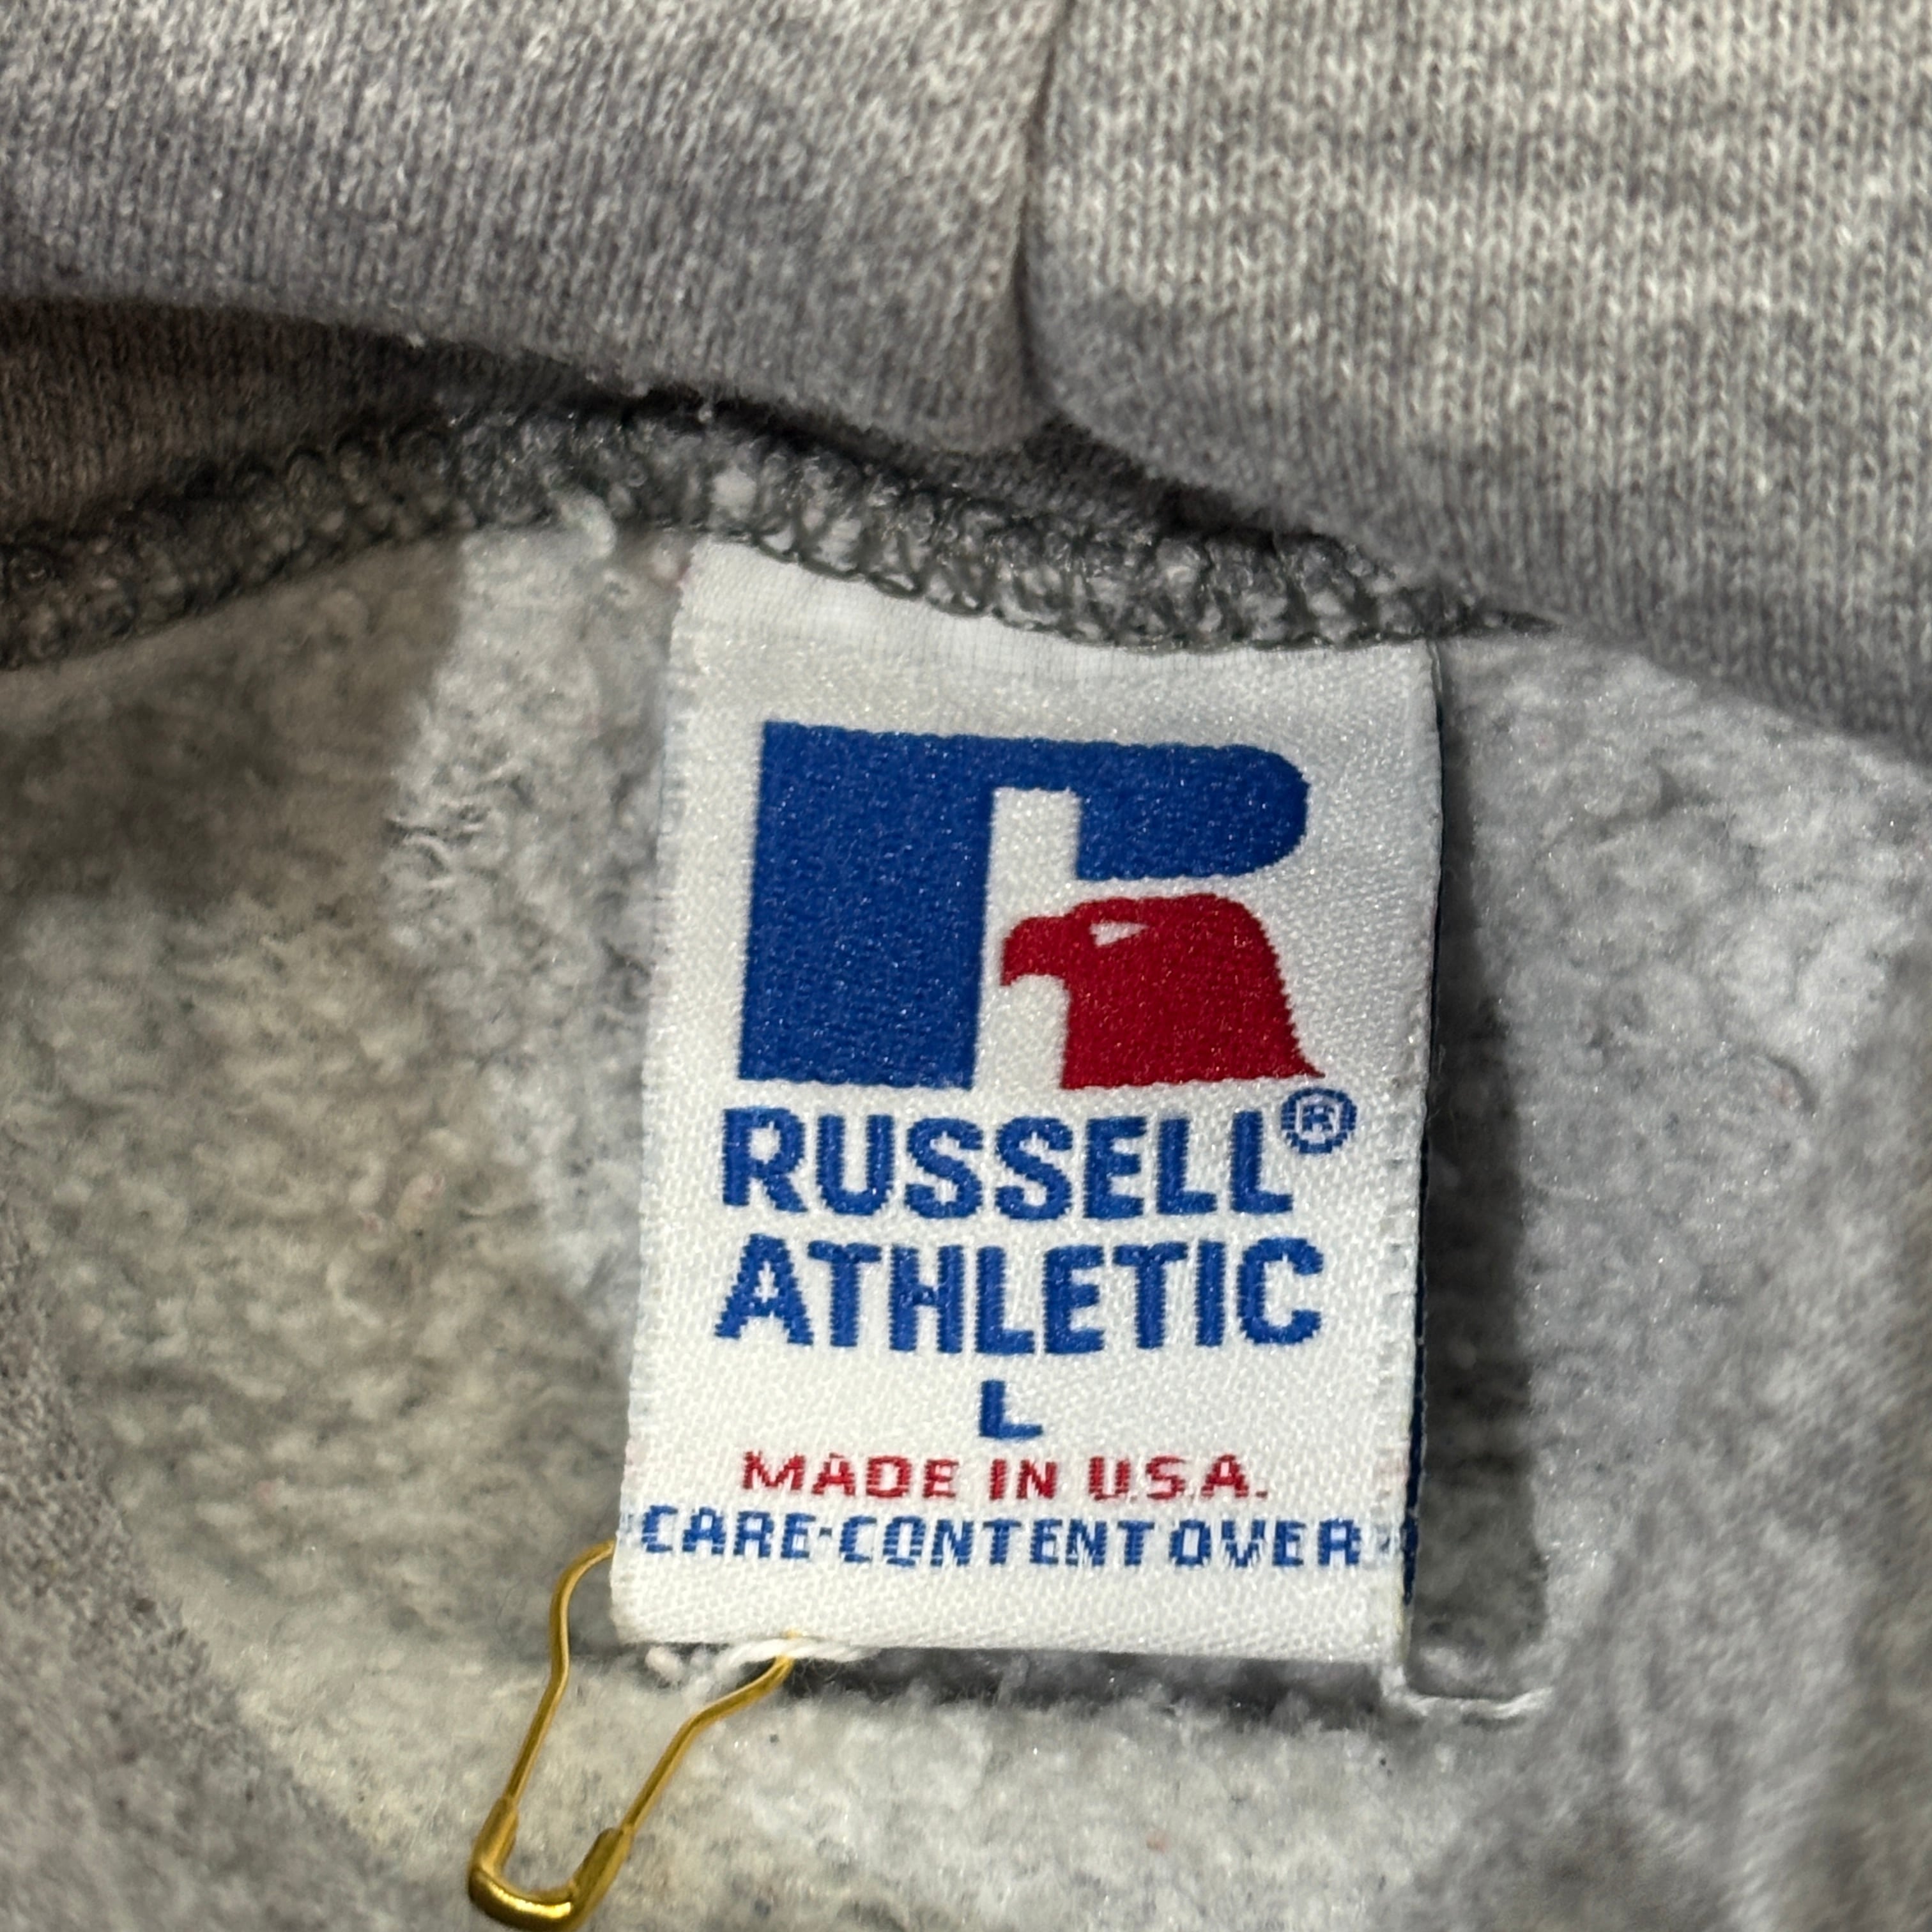 RUSSELL®
ATHLETIC
L
MADE IN U.S.A.
CARE·CONTENT OVER